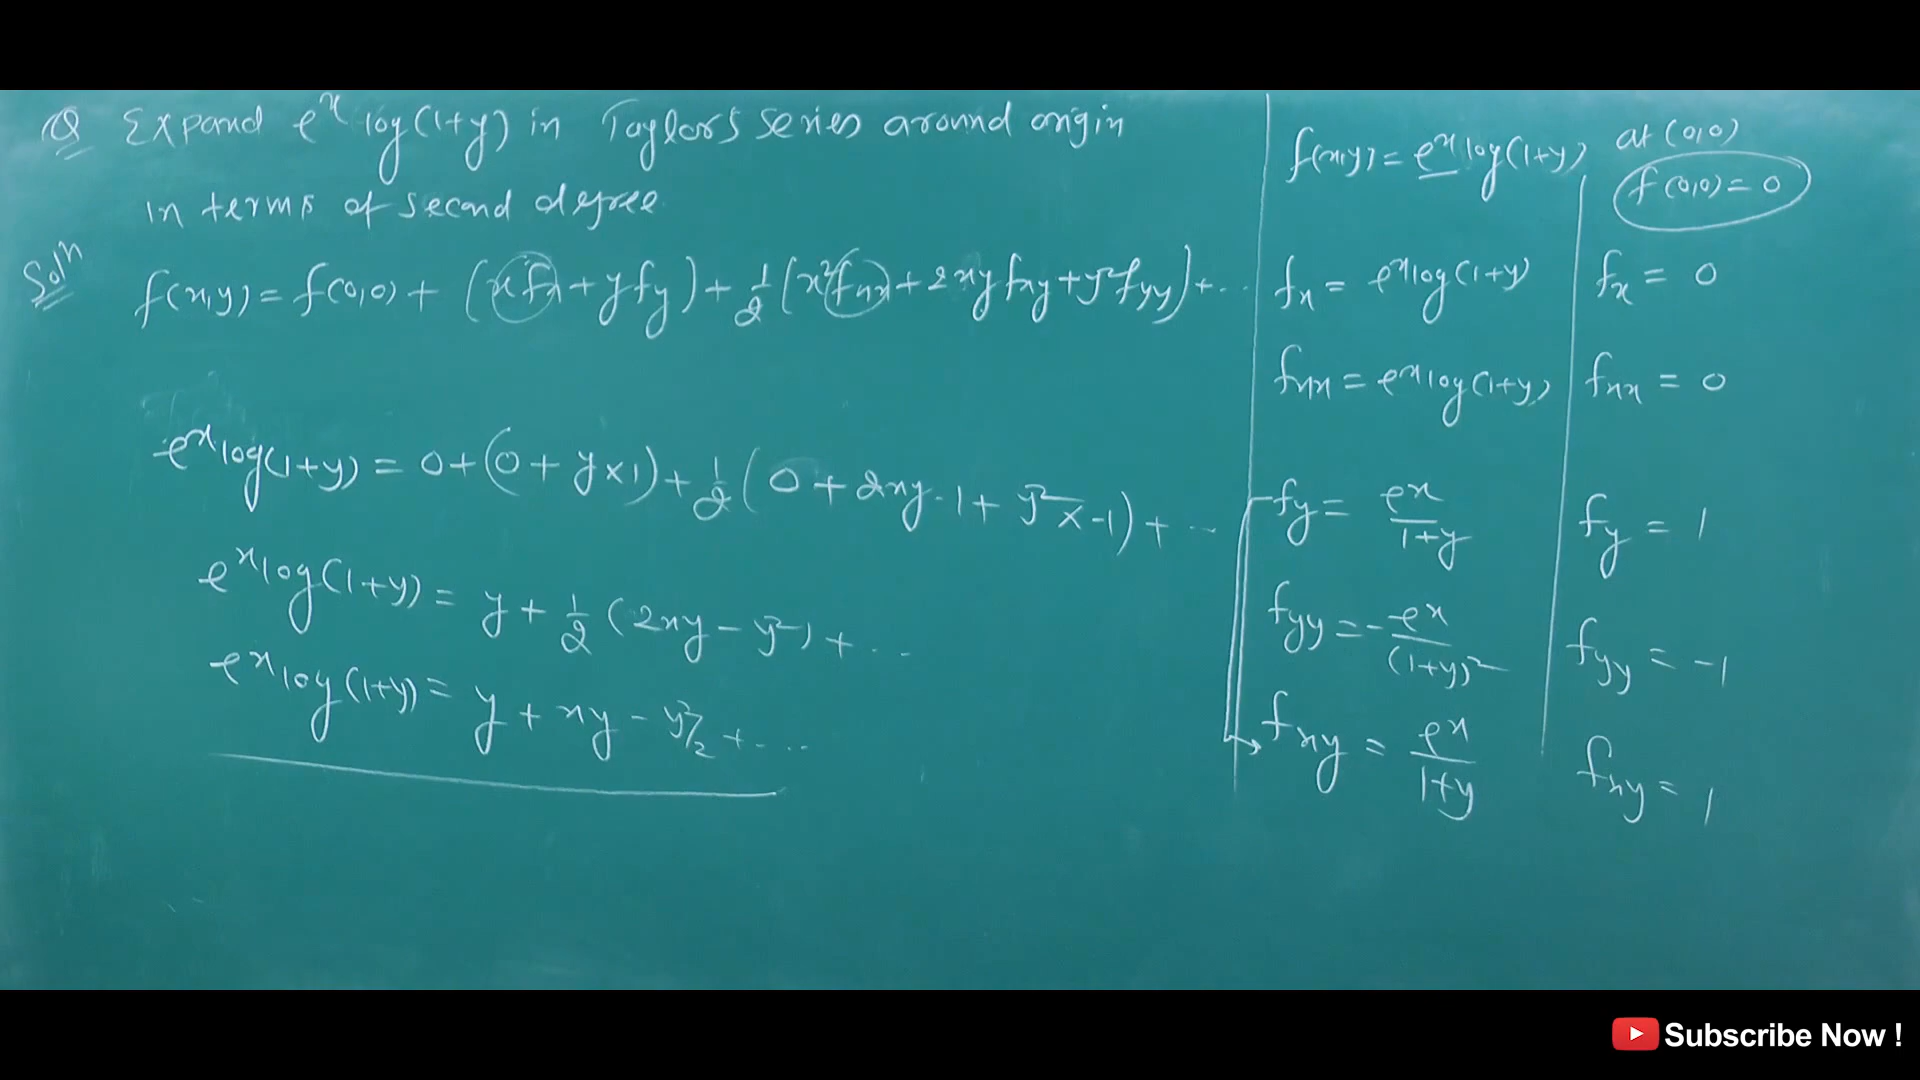 Q Expand e^x log(1+y) in Taylor's series around origin
in terms of second degree
Solⁿ
f(x,y) = f(0,0) + (x fx + y fy) + 1/2 (x² fxx + 2xy fxy + y² fyy) + ...
e^x log(1+y) = 0 + (0 + y×1) + 1/2 (0 + 2xy·1 + y² × -1) + ...
e^x log(1+y) = y + 1/2 (2xy - y²) + ...
e^x log(1+y) = y + xy - y²/2 + ...
f(x,y) = e^x log(1+y)
at (0,0)
f(0,0) = 0
fx = e^x log(1+y)
fx = 0
fxx = e^x log(1+y)
fxx = 0
fy = e^x/1+y
fy = 1
fyy = -e^x/(1+y)²
fyy = -1
fxy = e^x/1+y
fxy = 1
Subscribe Now !